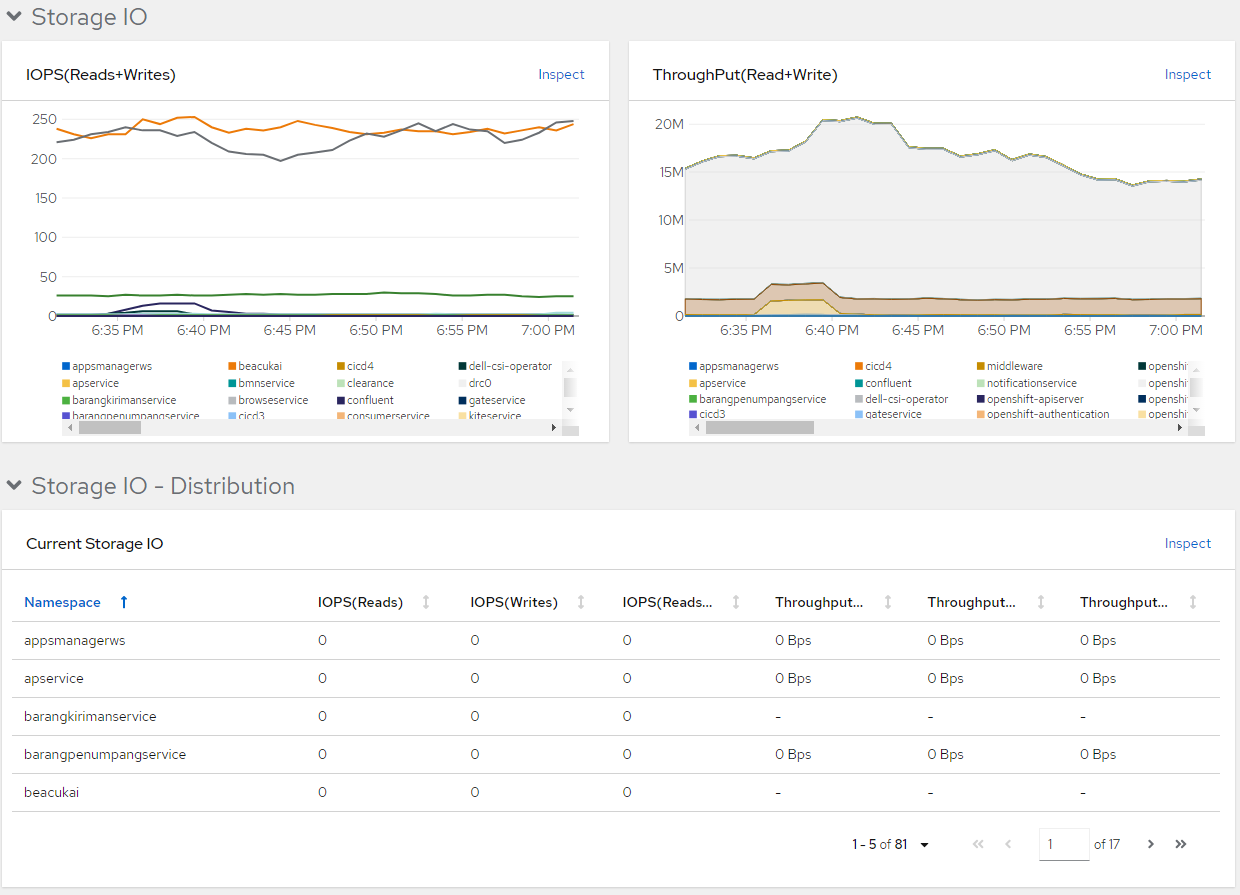 Storage IO
IOPS(Reads+Writes) Inspect
250
200
150
100
50
0
6:35 PM 6:40 PM 6:45 PM 6:50 PM 6:55 PM 7:00 PM
appsmanagerws beacukai cicd4 dell-csi-operator
apservice bmnservice clearance drc0
barangkirimanservice browseservice confluent gateservice
barangpenumpangservice cicd3 consumerservice kiteservice
ThroughPut(Read+Write) Inspect
20M
15M
10M
5M
0
6:35 PM 6:40 PM 6:45 PM 6:50 PM 6:55 PM 7:00 PM
appsmanagerws cicd4 middleware openshi
apservice confluent notificationservice openshi
barangpenumpangservice dell-csi-operator openshift-apiserver openshi
cicd3 gateservice openshift-authentication openshi
Storage IO - Distribution
Current Storage IO Inspect
Namespace IOPS(Reads) IOPS(Writes) IOPS(Reads... Throughput... Throughput... Throughput...
appsmanagerws 0 0 0 0 Bps 0 Bps 0 Bps
apservice 0 0 0 0 Bps 0 Bps 0 Bps
barangkirimanservice 0 0 0 - - -
barangpenumpangservice 0 0 0 0 Bps 0 Bps 0 Bps
beacukai 0 0 0 - - -
1 - 5 of 81 1 of 17